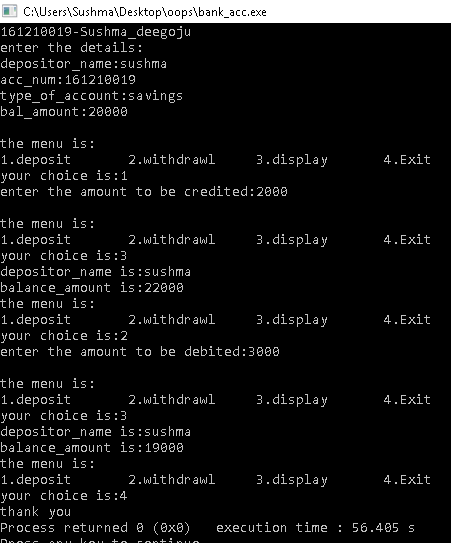 C:\Users\Sushma\Desktop\oops\bank_acc.exe
161210019-Sushma_deegoju
enter the details:
depositor_name:sushma
acc_num:161210019
type_of_account:savings
bal_amount:20000
the menu is:
1.deposit 2.withdrawl 3.display 4.Exit
your choice is:1
enter the amount to be credited:2000
the menu is:
1.deposit 2.withdrawl 3.display 4.Exit
your choice is:3
depositor_name is:sushma
balance_amount is:22000
the menu is:
1.deposit 2.withdrawl 3.display 4.Exit
your choice is:2
enter the amount to be debited:3000
the menu is:
1.deposit 2.withdrawl 3.display 4.Exit
your choice is:3
depositor_name is:sushma
balance_amount is:19000
the menu is:
1.deposit 2.withdrawl 3.display 4.Exit
your choice is:4
thank you
Process returned 0 (0x0) execution time : 56.405 s
Press any key to continue